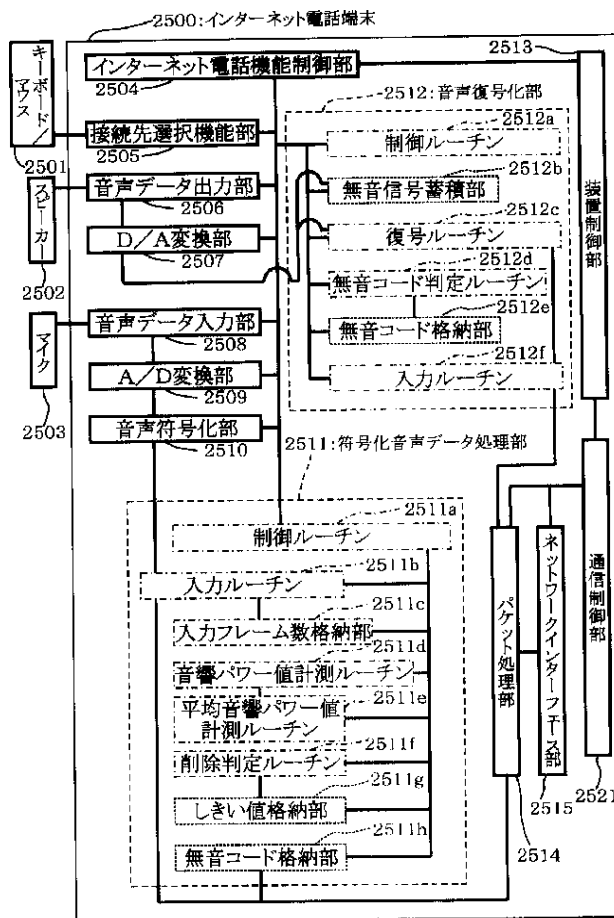 2500:インターネット電話端末
キーボード/
マウス
2501
スピーカー
2502
マイク
2503
インターネット電話機能制御部
2504
接続先選択機能部
2505
音声データ出力部
2506
D/A変換部
2507
音声データ入力部
2508
A/D変換部
2509
音声符号化部
2510
2512:音声復号化部
2512a
制御ルーチン
2512b
無音信号蓄積部
2512c
復号ルーチン
2512d
無音コード判定ルーチン
2512e
無音コード格納部
2512f
入力ルーチン
2513
装置制御部
2511:符号化音声データ処理部
2511a
制御ルーチン
2511b
入力ルーチン
2511c
入力フレーム数格納部
2511d
音響パワー値計測ルーチン
2511e
平均音響パワー値
計測ルーチン
2511f
削除判定ルーチン
2511g
しきい値格納部
2511h
無音コード格納部
パケット処理部
2514
ネットワークインターフェース部
2515
通信制御部
2521